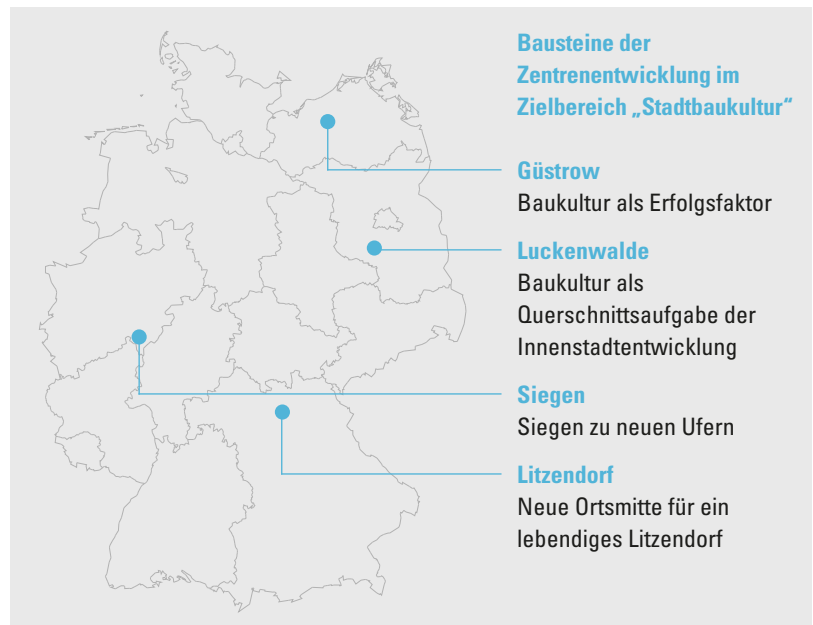 Bausteine der
Zentrenentwicklung im
Zielbereich „Stadtbaukultur“
Güstrow
Baukultur als Erfolgsfaktor
Luckenwalde
Baukultur als
Querschnittsaufgabe der
Innenstadtentwicklung
Siegen
Siegen zu neuen Ufern
Litzendorf
Neue Ortsmitte für ein
lebendiges Litzendorf